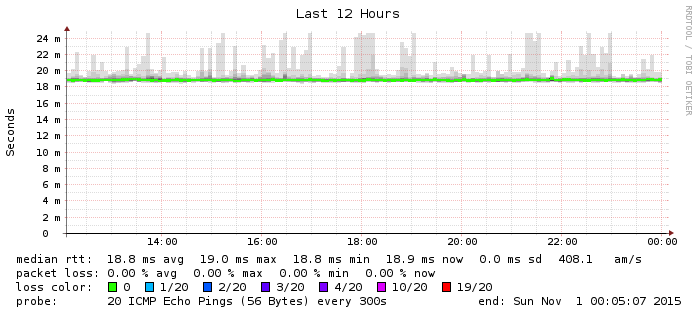 Last 12 Hours
RRDTOOL / TOBI OETIKER
Seconds
24 m
22 m
20 m
18 m
16 m
14 m
12 m
10 m
8 m
6 m
4 m
2 m
0
14:00 16:00 18:00 20:00 22:00 00:00
median rtt: 18.8 ms avg 19.0 ms max 18.8 ms min 18.9 ms now 0.0 ms sd 408.1 am/s
packet loss: 0.00 % avg 0.00 % max 0.00 % min 0.00 % now
loss color: 0 1/20 2/20 3/20 4/20 10/20 19/20
probe: 20 ICMP Echo Pings (56 Bytes) every 300s end: Sun Nov 1 00:05:07 2015